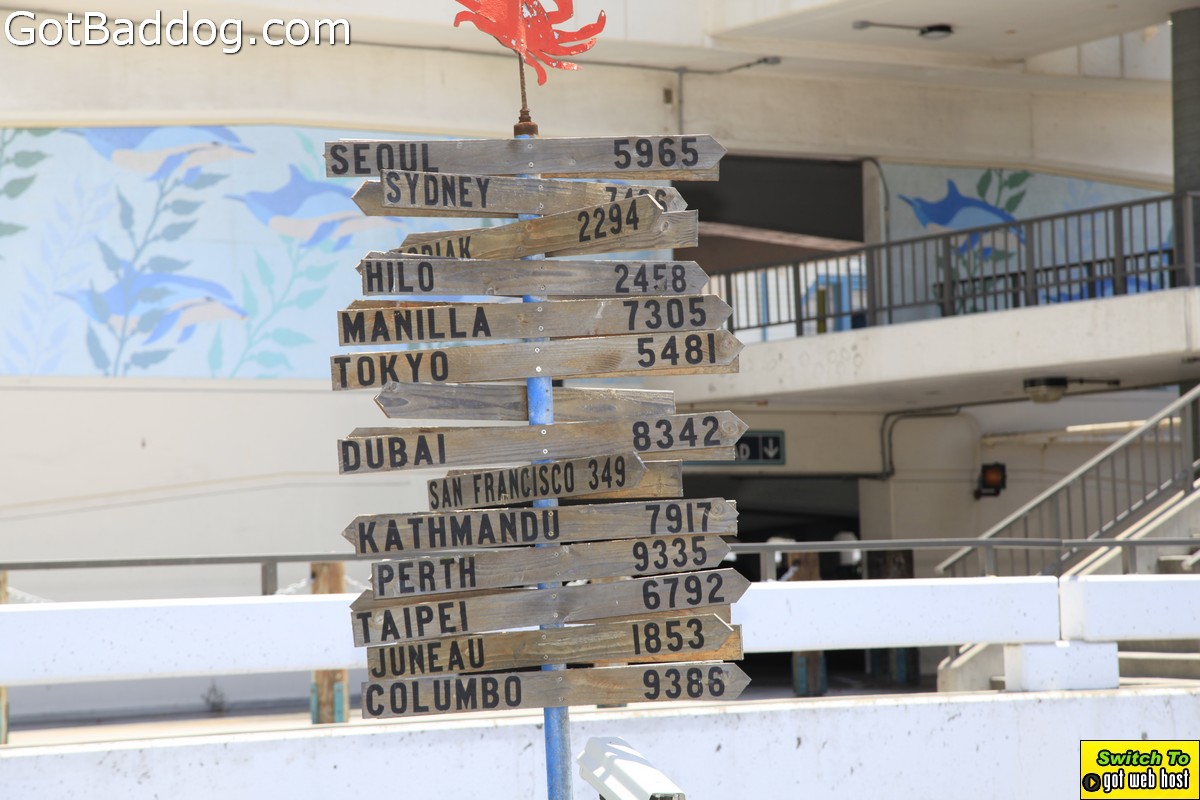 GotBaddog.com
SEOUL 5965
SYDNEY
2294
HILO 2458
MANILLA 7305
TOKYO 5481
DUBAI 8342
SAN FRANCISCO 349
KATHMANDU 7917
PERTH 9335
TAIPEI 6792
JUNEAU 1853
COLUMBO 9386
Switch To
got web host